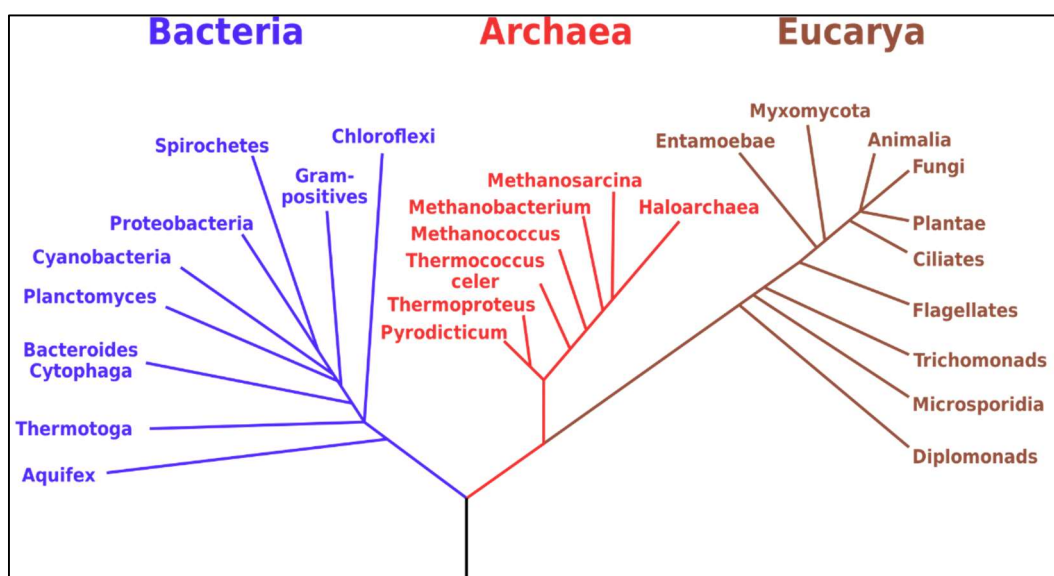 Bacteria
Archaea
Eucarya
Spirochetes
Chloroflexi
Gram-
positives
Proteobacteria
Cyanobacteria
Planctomyces
Bacteroides
Cytophaga
Thermotoga
Aquifex
Methanosarcina
Methanobacterium
Haloarchaea
Methanococcus
Thermococcus
celer
Thermoproteus
Pyrodicticum
Myxomycota
Entamoebae
Animalia
Fungi
Plantae
Ciliates
Flagellates
Trichomonads
Microsporidia
Diplomonads